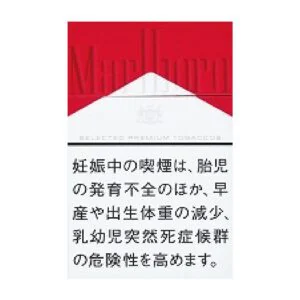 Marlboro
SELECTED PREMIUM TOBACCOS
妊娠中の喫煙は、胎児
の発育不全のほか、早
産や出生体重の減少、
乳幼児突然死症候群
の危険性を高めます。